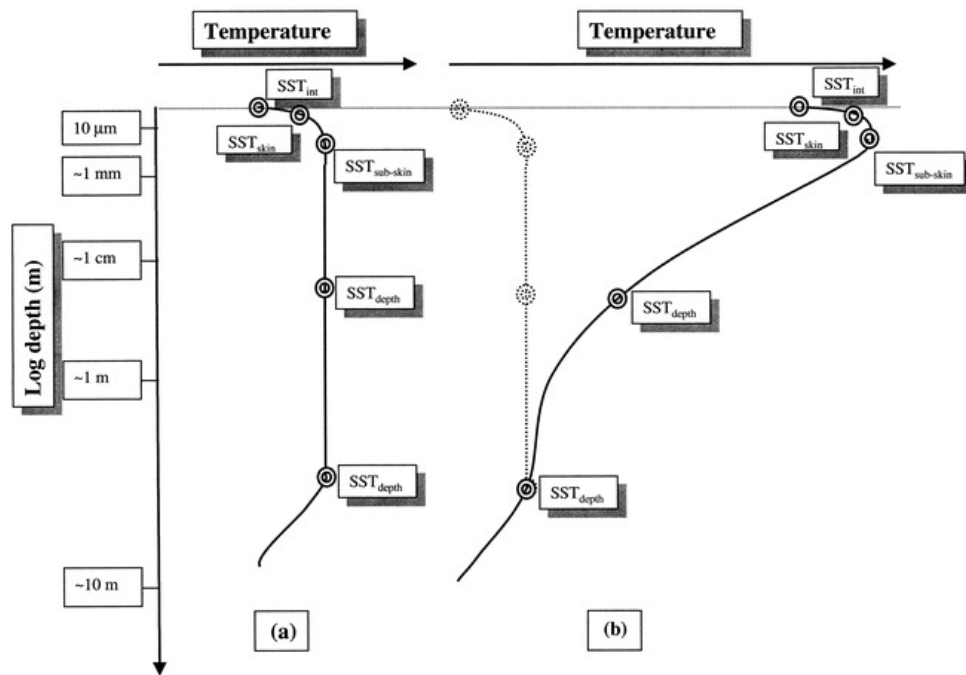 Temperature
Temperature
SST_int
SST_int
10 µm
SST_skin
SST_skin
~1 mm
SST_sub-skin
SST_sub-skin
Log depth (m)
~1 cm
SST_depth
SST_depth
~1 m
SST_depth
SST_depth
~10 m
(a)
(b)